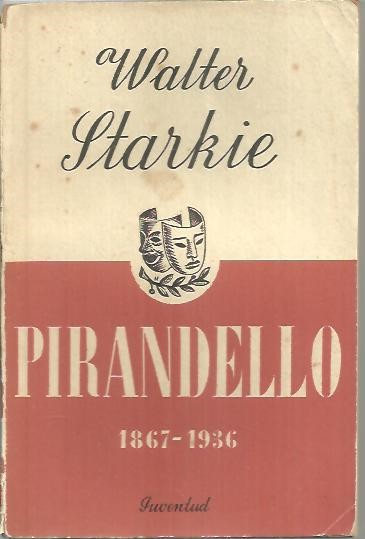 Walter
Starkie
PIRANDELLO
1867-1936
Juventud